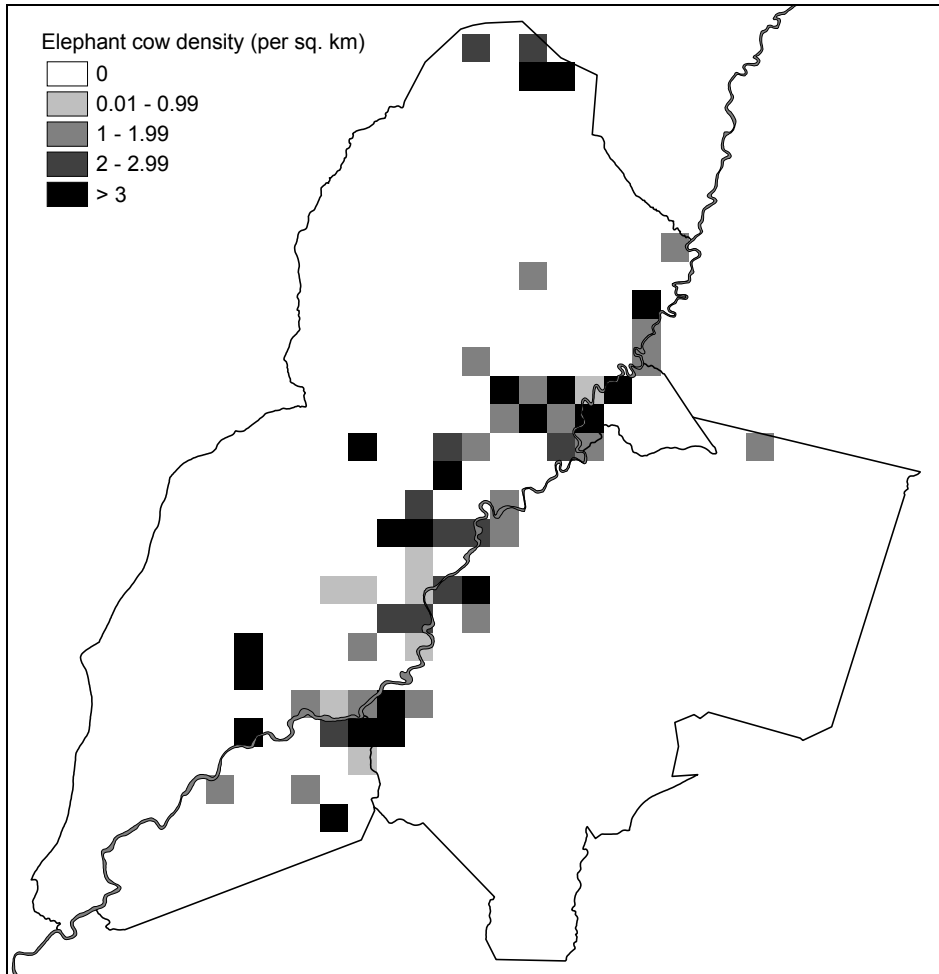 Elephant cow density (per sq. km)
0
0.01 - 0.99
1 - 1.99
2 - 2.99
> 3